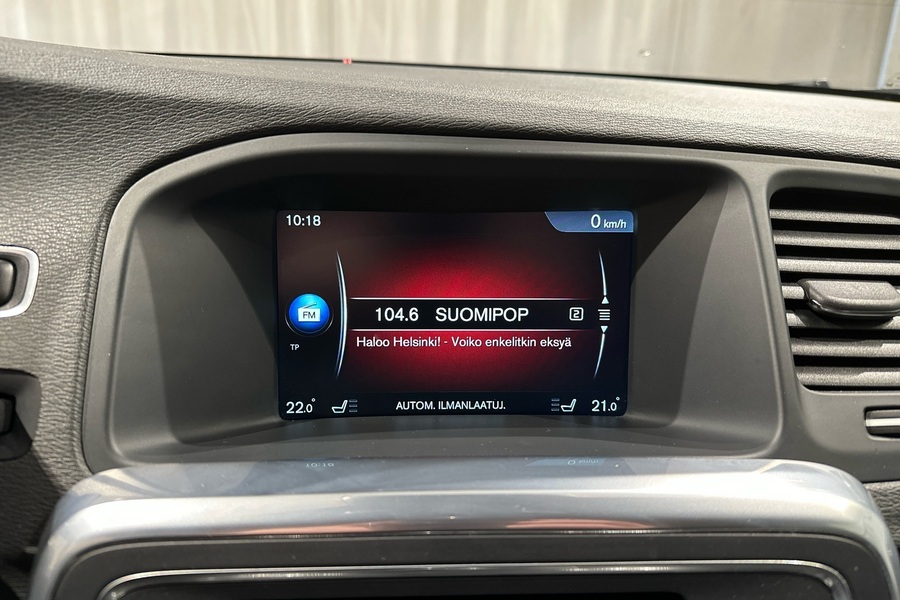 10:18
0 km/h
FM
104.6 SUOMIPOP 2
TP
Haloo Helsinki! - Voiko enkelitkin eksyä
22.0°
AUTOM. ILMANLAATUJ.
21.0°